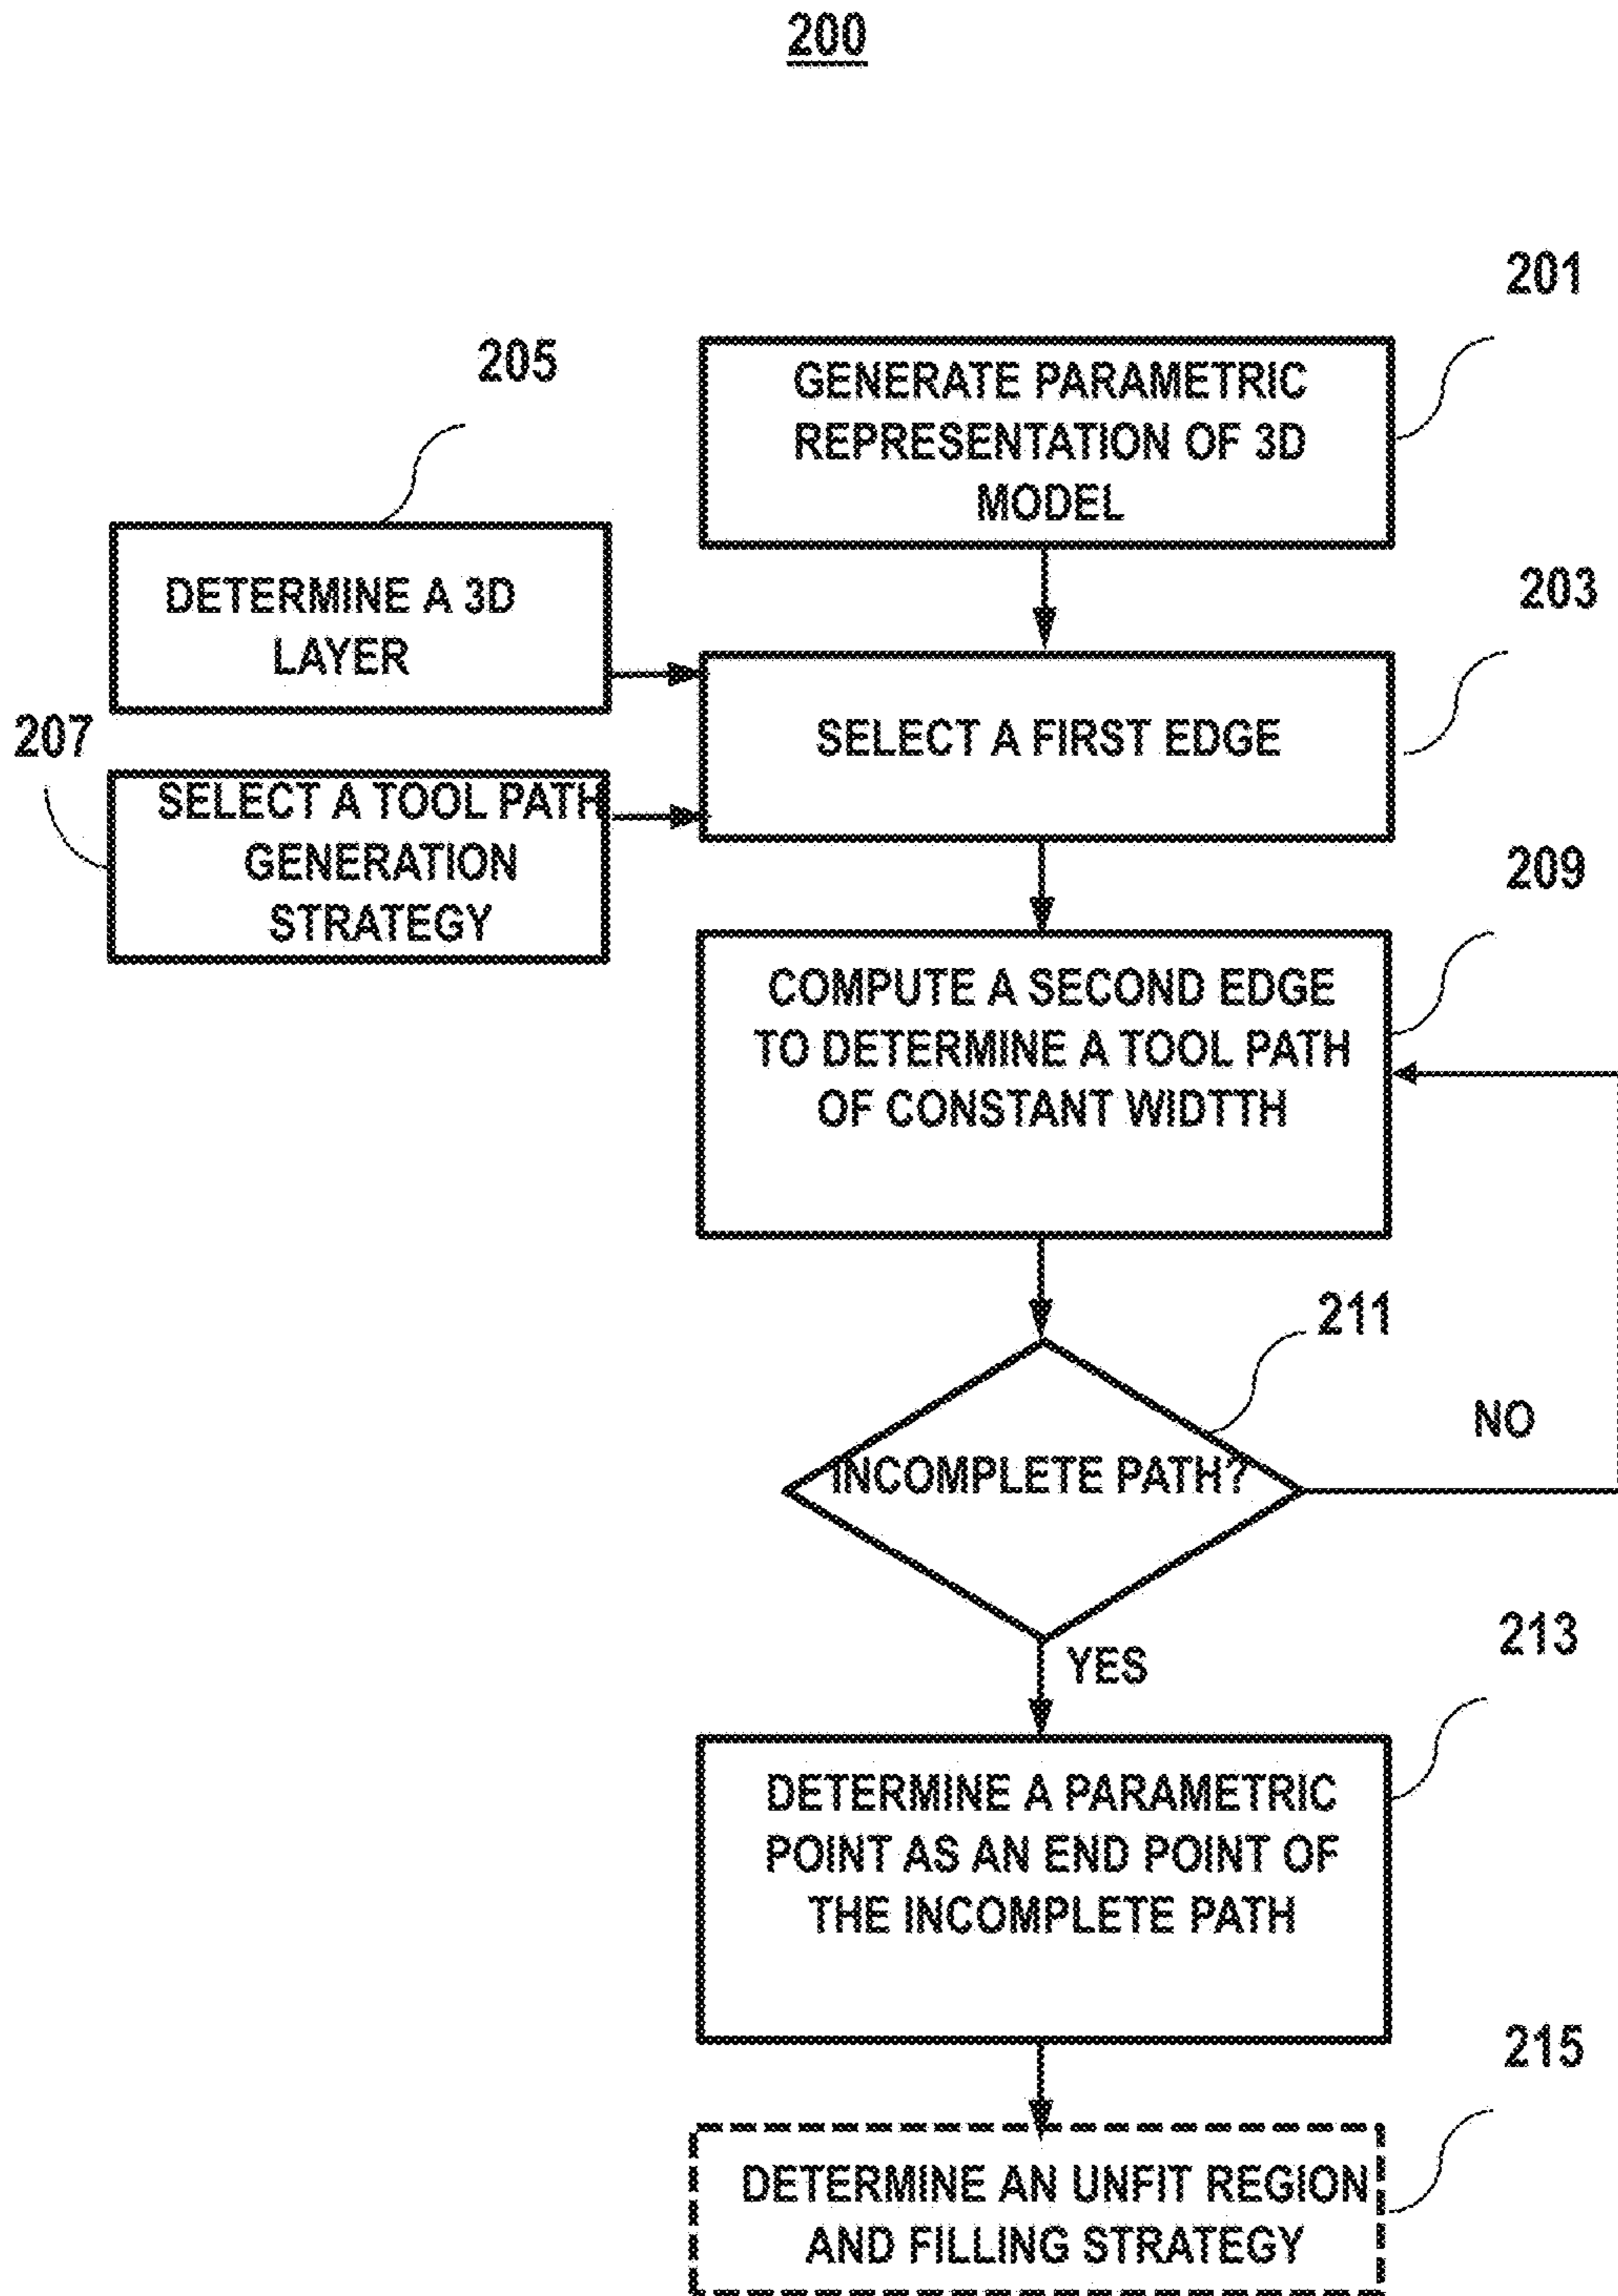 200
201
GENERATE PARAMETRIC
REPRESENTATION OF 3D
MODEL
205
DETERMINE A 3D
LAYER
203
SELECT A FIRST EDGE
207
SELECT A TOOL PATH
GENERATION
STRATEGY
209
COMPUTE A SECOND EDGE
TO DETERMINE A TOOL PATH
OF CONSTANT WIDTTH
211
INCOMPLETE PATH?
NO
YES
213
DETERMINE A PARAMETRIC
POINT AS AN END POINT OF
THE INCOMPLETE PATH
215
DETERMINE AN UNFIT REGION
AND FILLING STRATEGY